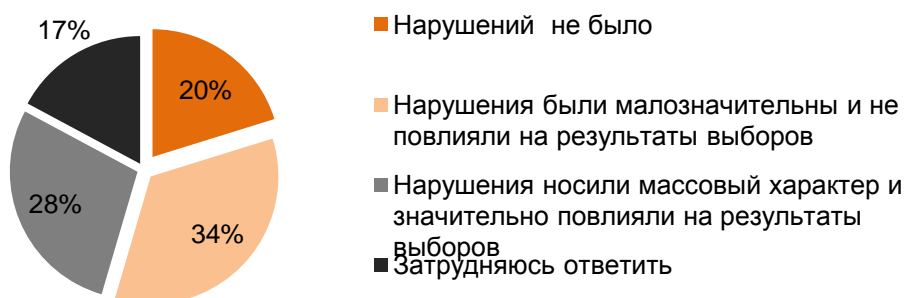 17%
20%
28%
34%
Нарушений не было
Нарушения были малозначительны и не
повлияли на результаты выборов
Нарушения носили массовый характер и
значительно повлияли на результаты
выборов
Затрудняюсь ответить